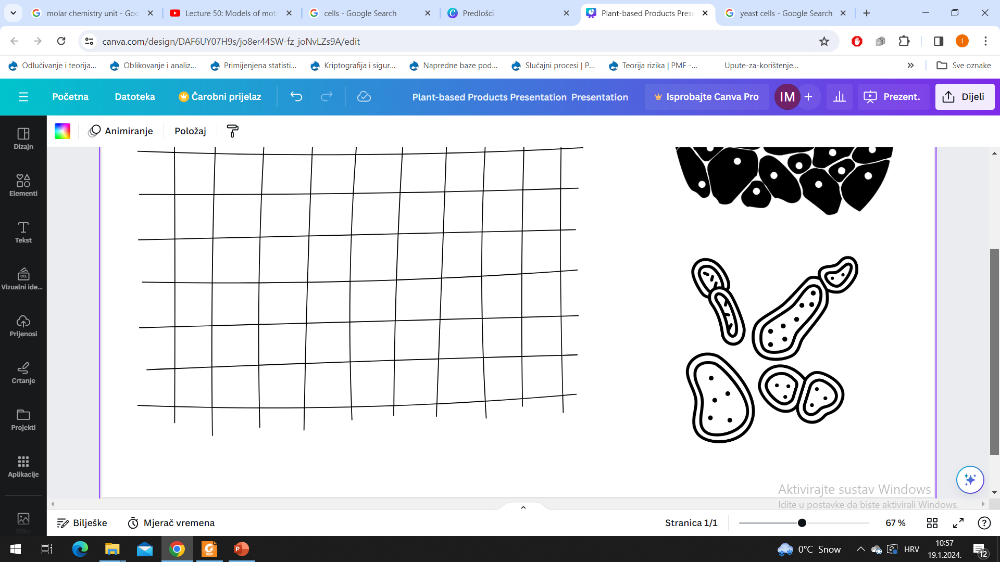 molar chemistry unit - Goo
Lecture 50: Models of moto
cells - Google Search
Predlošci
Plant-based Products Prese
yeast cells - Google Search
canva.com/design/DAF6UY07H9s/jo8er44SW-fz_joNvLZs9A/edit
I
Odlučivanje i teorija...
Oblikovanje i analiz...
Primijenjena statisti...
Kriptografija i sigur...
Napredne baze pod...
Slučajni procesi | P...
Teorija rizika | PMF -...
Upute-za-korištenje...
Sve oznake
Početna
Datoteka
Čarobni prijelaz
Plant-based Products Presentation Presentation
Isprobajte Canva Pro
IM
Prezent.
Dijeli
Animiranje
Položaj
Dizajn
Elementi
Tekst
CO.
Vizualni ide...
Prijenosi
Crtanje
Projekti
Aplikacije
Slike
Aktivirajte sustav Windows
Idite u postavke da biste aktivirali Windows.
Bilješke
Mjerač vremena
Stranica 1/1
67 %
0°C Snow
HRV
10:57
19.1.2024.
12